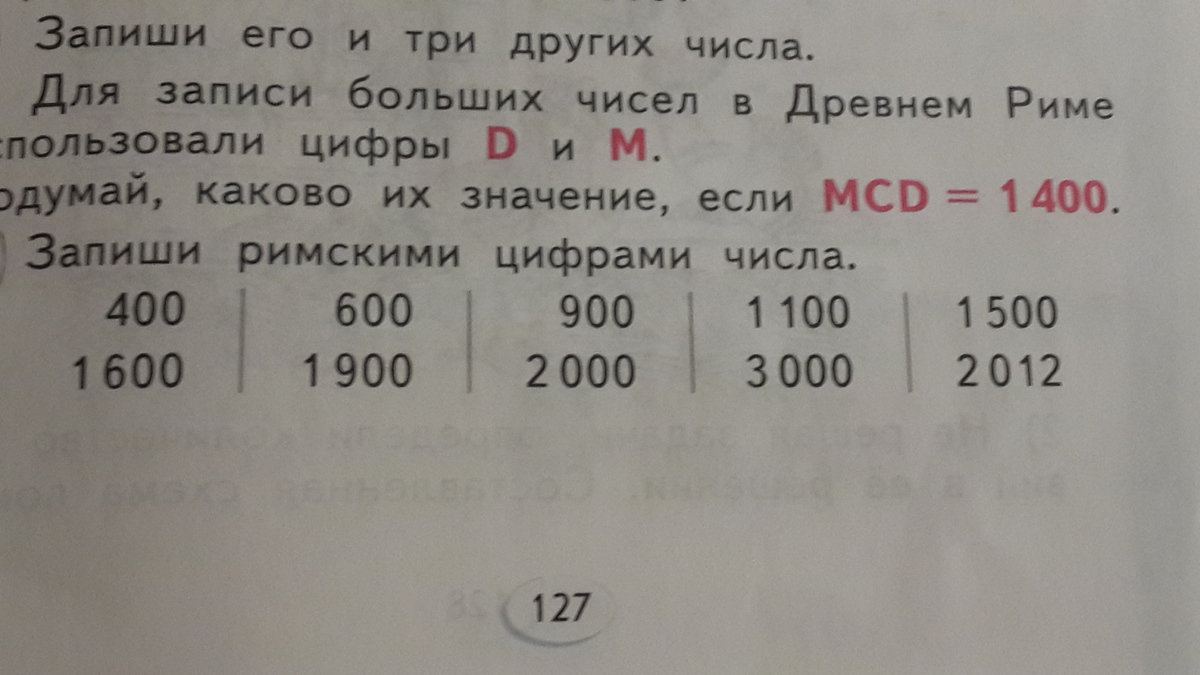 Запиши его и три других числа.
Для записи больших чисел в Древнем Риме
спользовали цифры D и M.
одумай, каково их значение, если MCD = 1 400.
Запиши римскими цифрами числа.
400 600 900 1 100 1 500
1 600 1 900 2 000 3 000 2 012
127